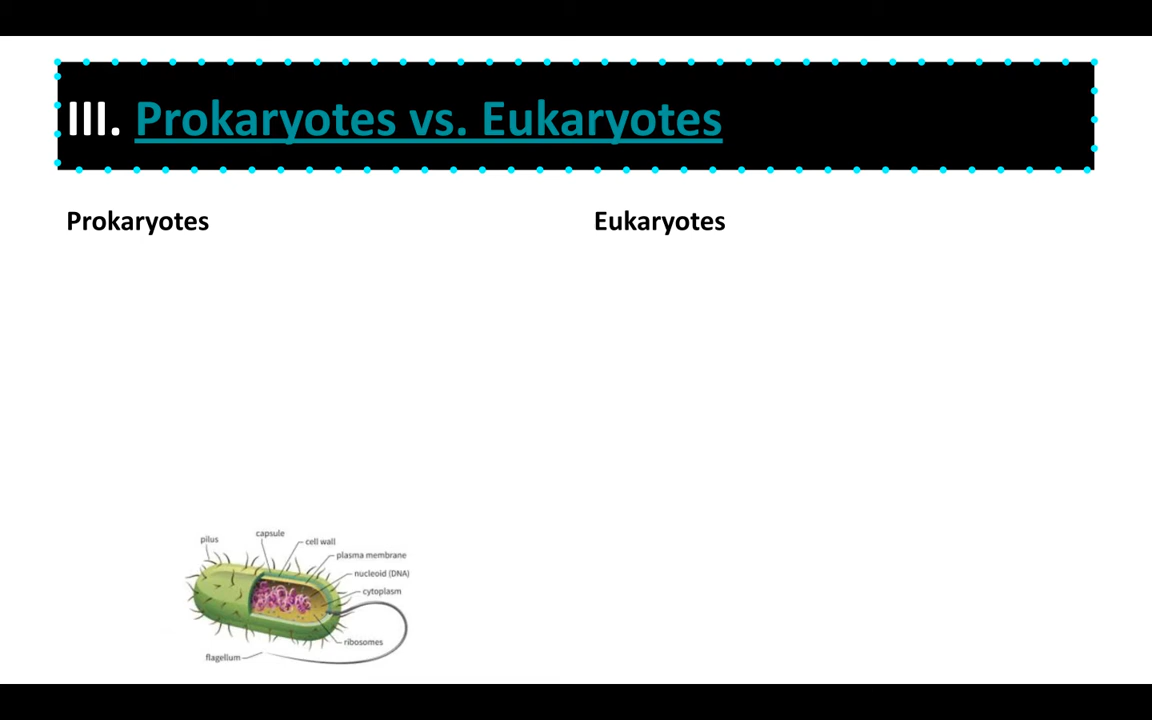 III. Prokaryotes vs. Eukaryotes
Prokaryotes
Eukaryotes
pilus
capsule
cell wall
plasma membrane
nucleoid (DNA)
cytoplasm
ribosomes
flagellum